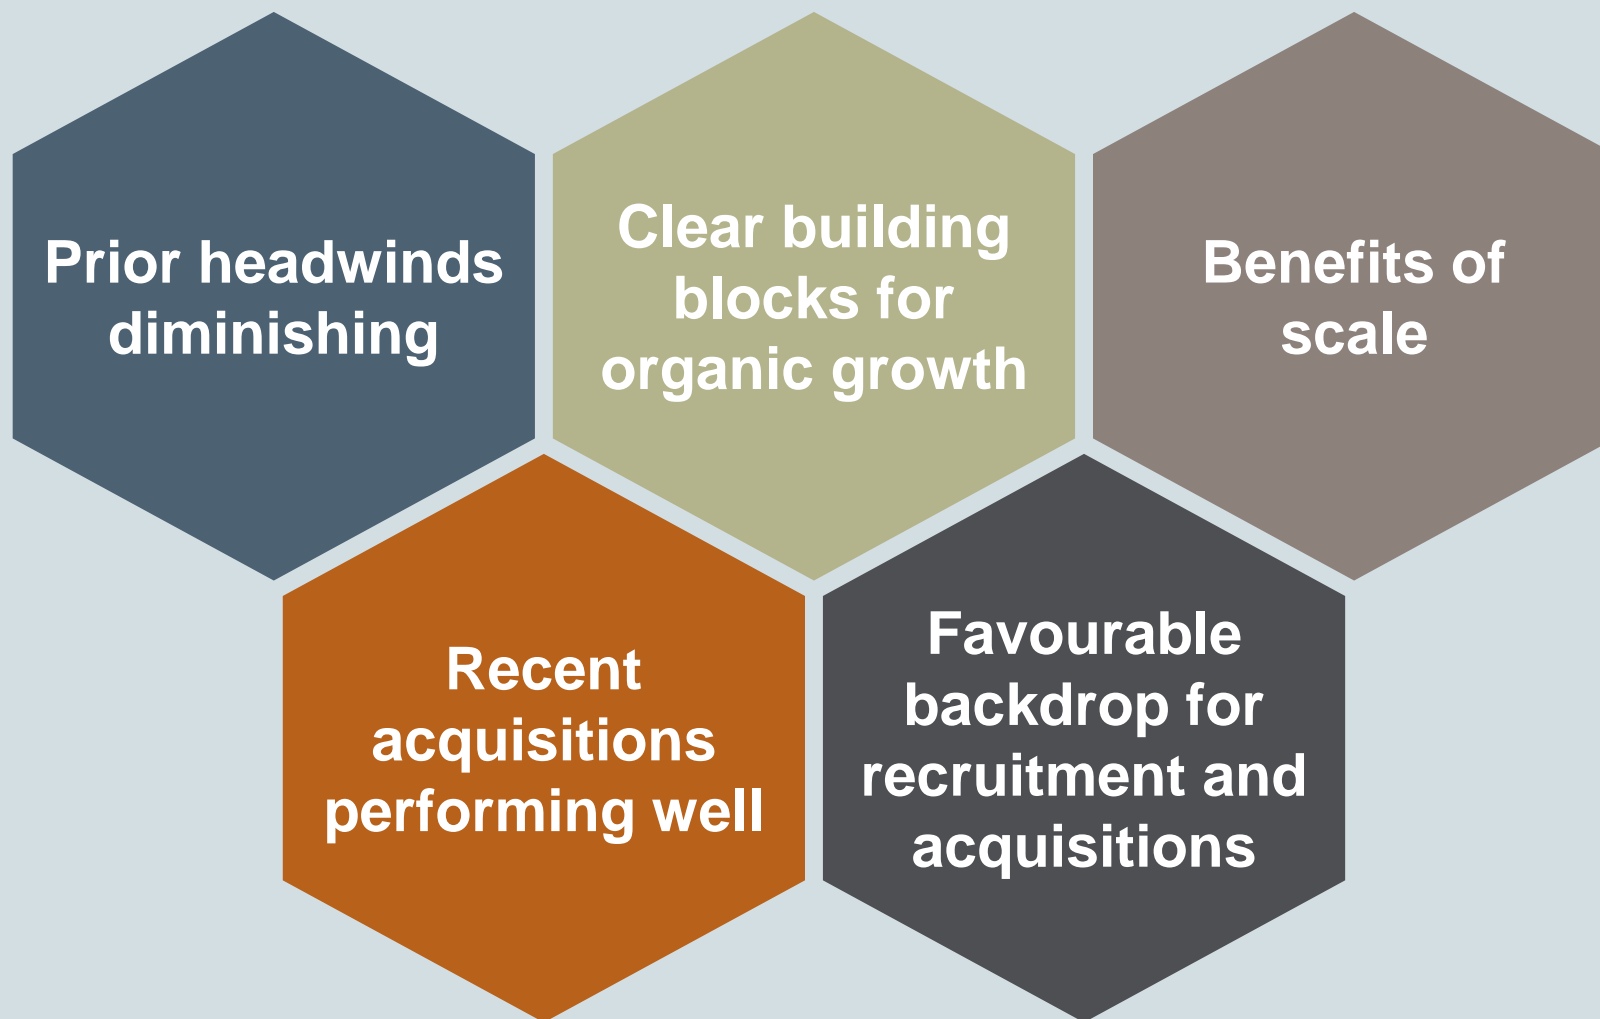 Prior headwinds
diminishing
Clear building
blocks for
organic growth
Benefits of
scale
Recent
acquisitions
performing well
Favourable
backdrop for
recruitment and
acquisitions